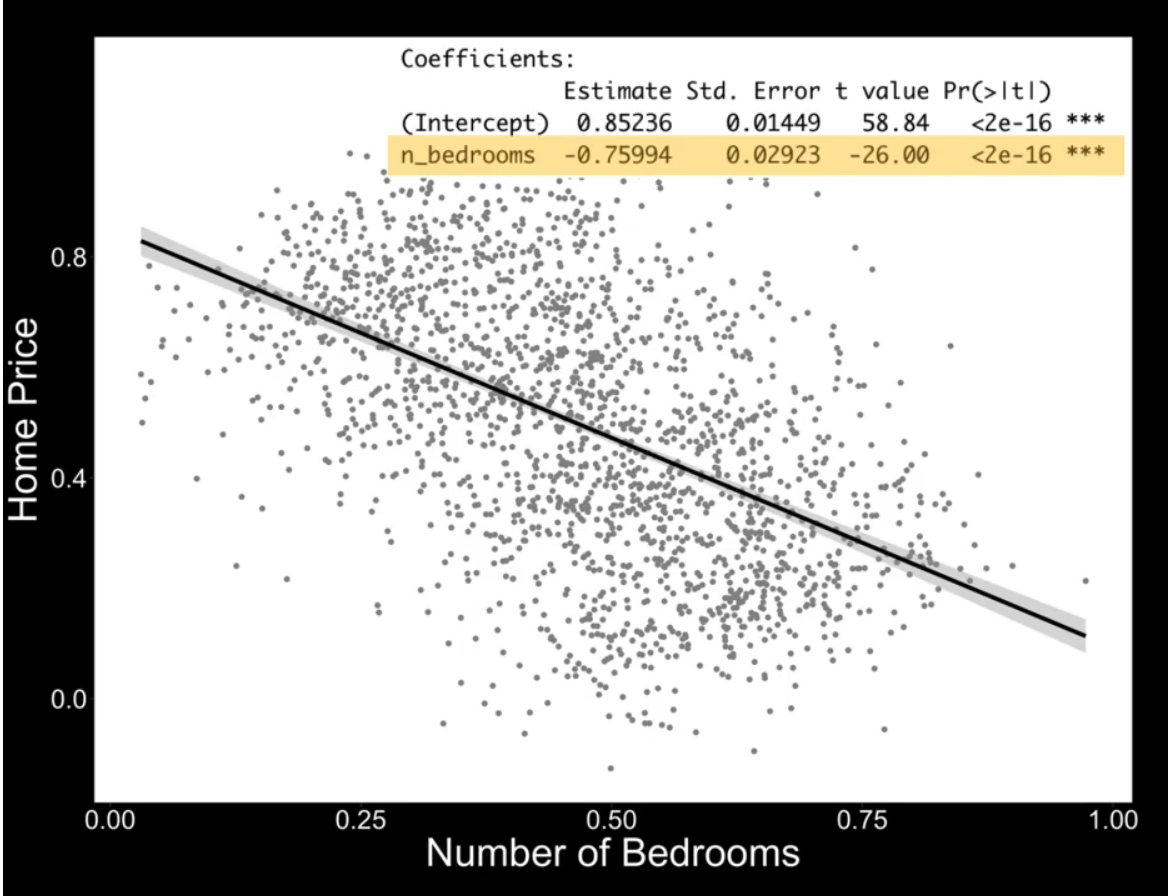 Coefficients:
Estimate Std. Error t value Pr(>|t|)
(Intercept) 0.85236 0.01449 58.84 <2e-16 ***
n_bedrooms -0.75994 0.02923 -26.00 <2e-16 ***
0.8
0.4
0.0
Home Price
0.00 0.25 0.50 0.75 1.00
Number of Bedrooms